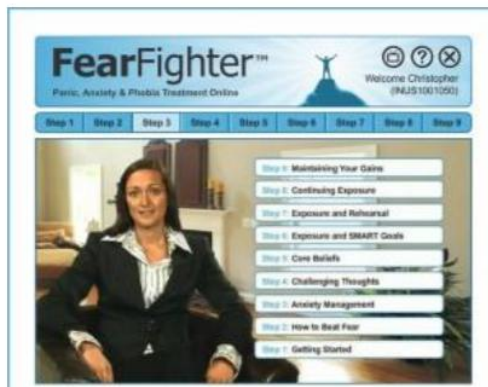 FearFighter™
Panic, Anxiety & Phobia Treatment Online
Welcome Christopher
(INUS1001050)
Step 1 Step 2 Step 3 Step 4 Step 5 Step 6 Step 7 Step 8 Step 9
Step 9: Maintaining Your Gains
Step 8: Continuing Exposure
Step 7: Exposure and Rehearsal
Step 6: Exposure and SMART Goals
Step 5: Core Beliefs
Step 4: Challenging Thoughts
Step 3: Anxiety Management
Step 2: How to Beat Fear
Step 1: Getting Started